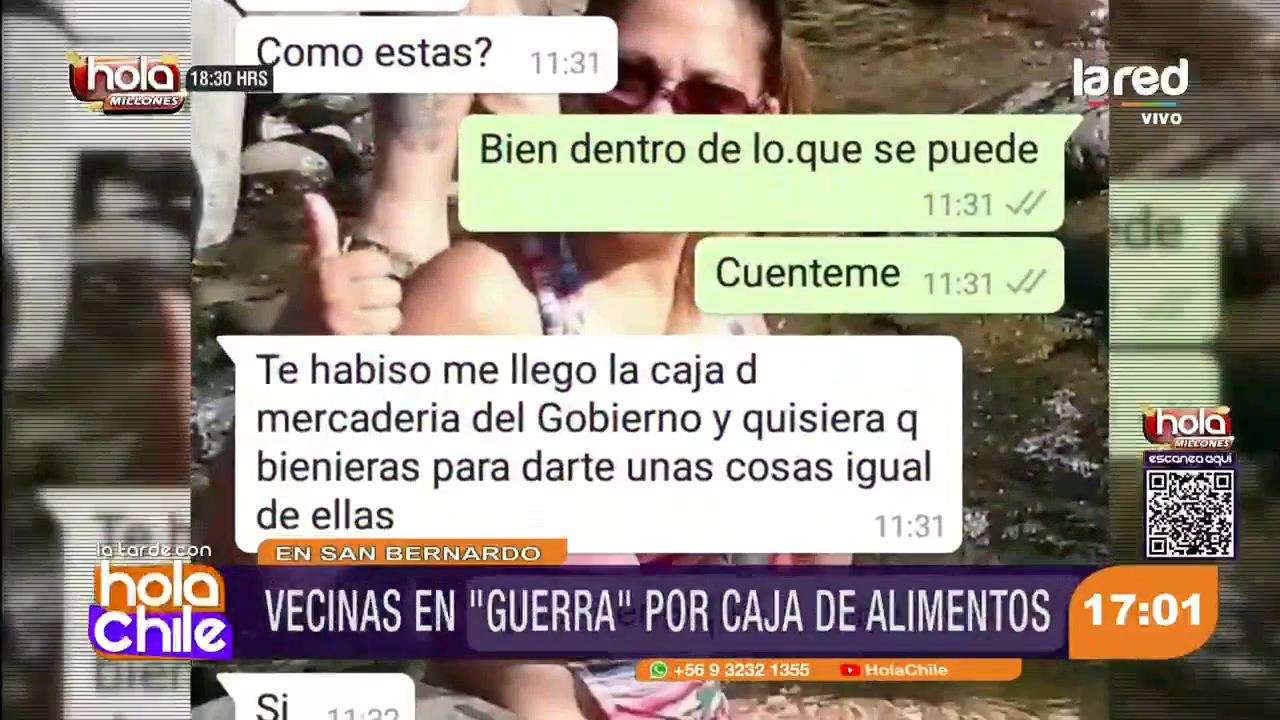 Como estas? 11:31
hola
MILLONES
18:30 HRS
lared
VIVO
Bien dentro de lo.que se puede
11:31
Cuenteme 11:31
Te habiso me llego la caja d
mercaderia del Gobierno y quisiera q
bienieras para darte unas cosas igual
de ellas
11:31
hola
MILLONES
escanea aquí
la tarde con
hola
chile
EN SAN BERNARDO
VECINAS EN "GUERRA" POR CAJA DE ALIMENTOS
17:01
+56 9 3232 1355 HolaChile
Si 11:32